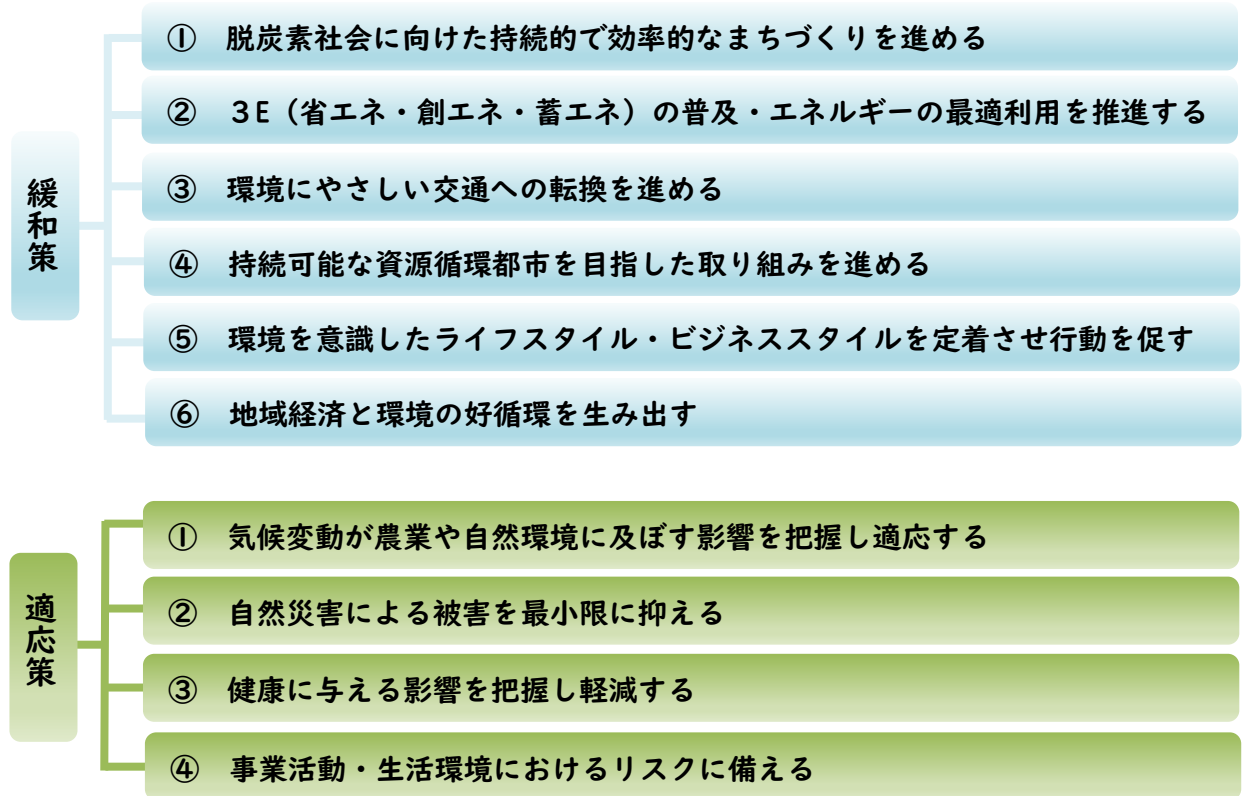 緩和策
① 脱炭素社会に向けた持続的で効率的なまちづくりを進める
② ３E（省エネ・創エネ・蓄エネ）の普及・エネルギーの最適利用を推進する
③ 環境にやさしい交通への転換を進める
④ 持続可能な資源循環都市を目指した取り組みを進める
⑤ 環境を意識したライフスタイル・ビジネススタイルを定着させ行動を促す
⑥ 地域経済と環境の好循環を生み出す
適応策
① 気候変動が農業や自然環境に及ぼす影響を把握し適応する
② 自然災害による被害を最小限に抑える
③ 健康に与える影響を把握し軽減する
④ 事業活動・生活環境におけるリスクに備える